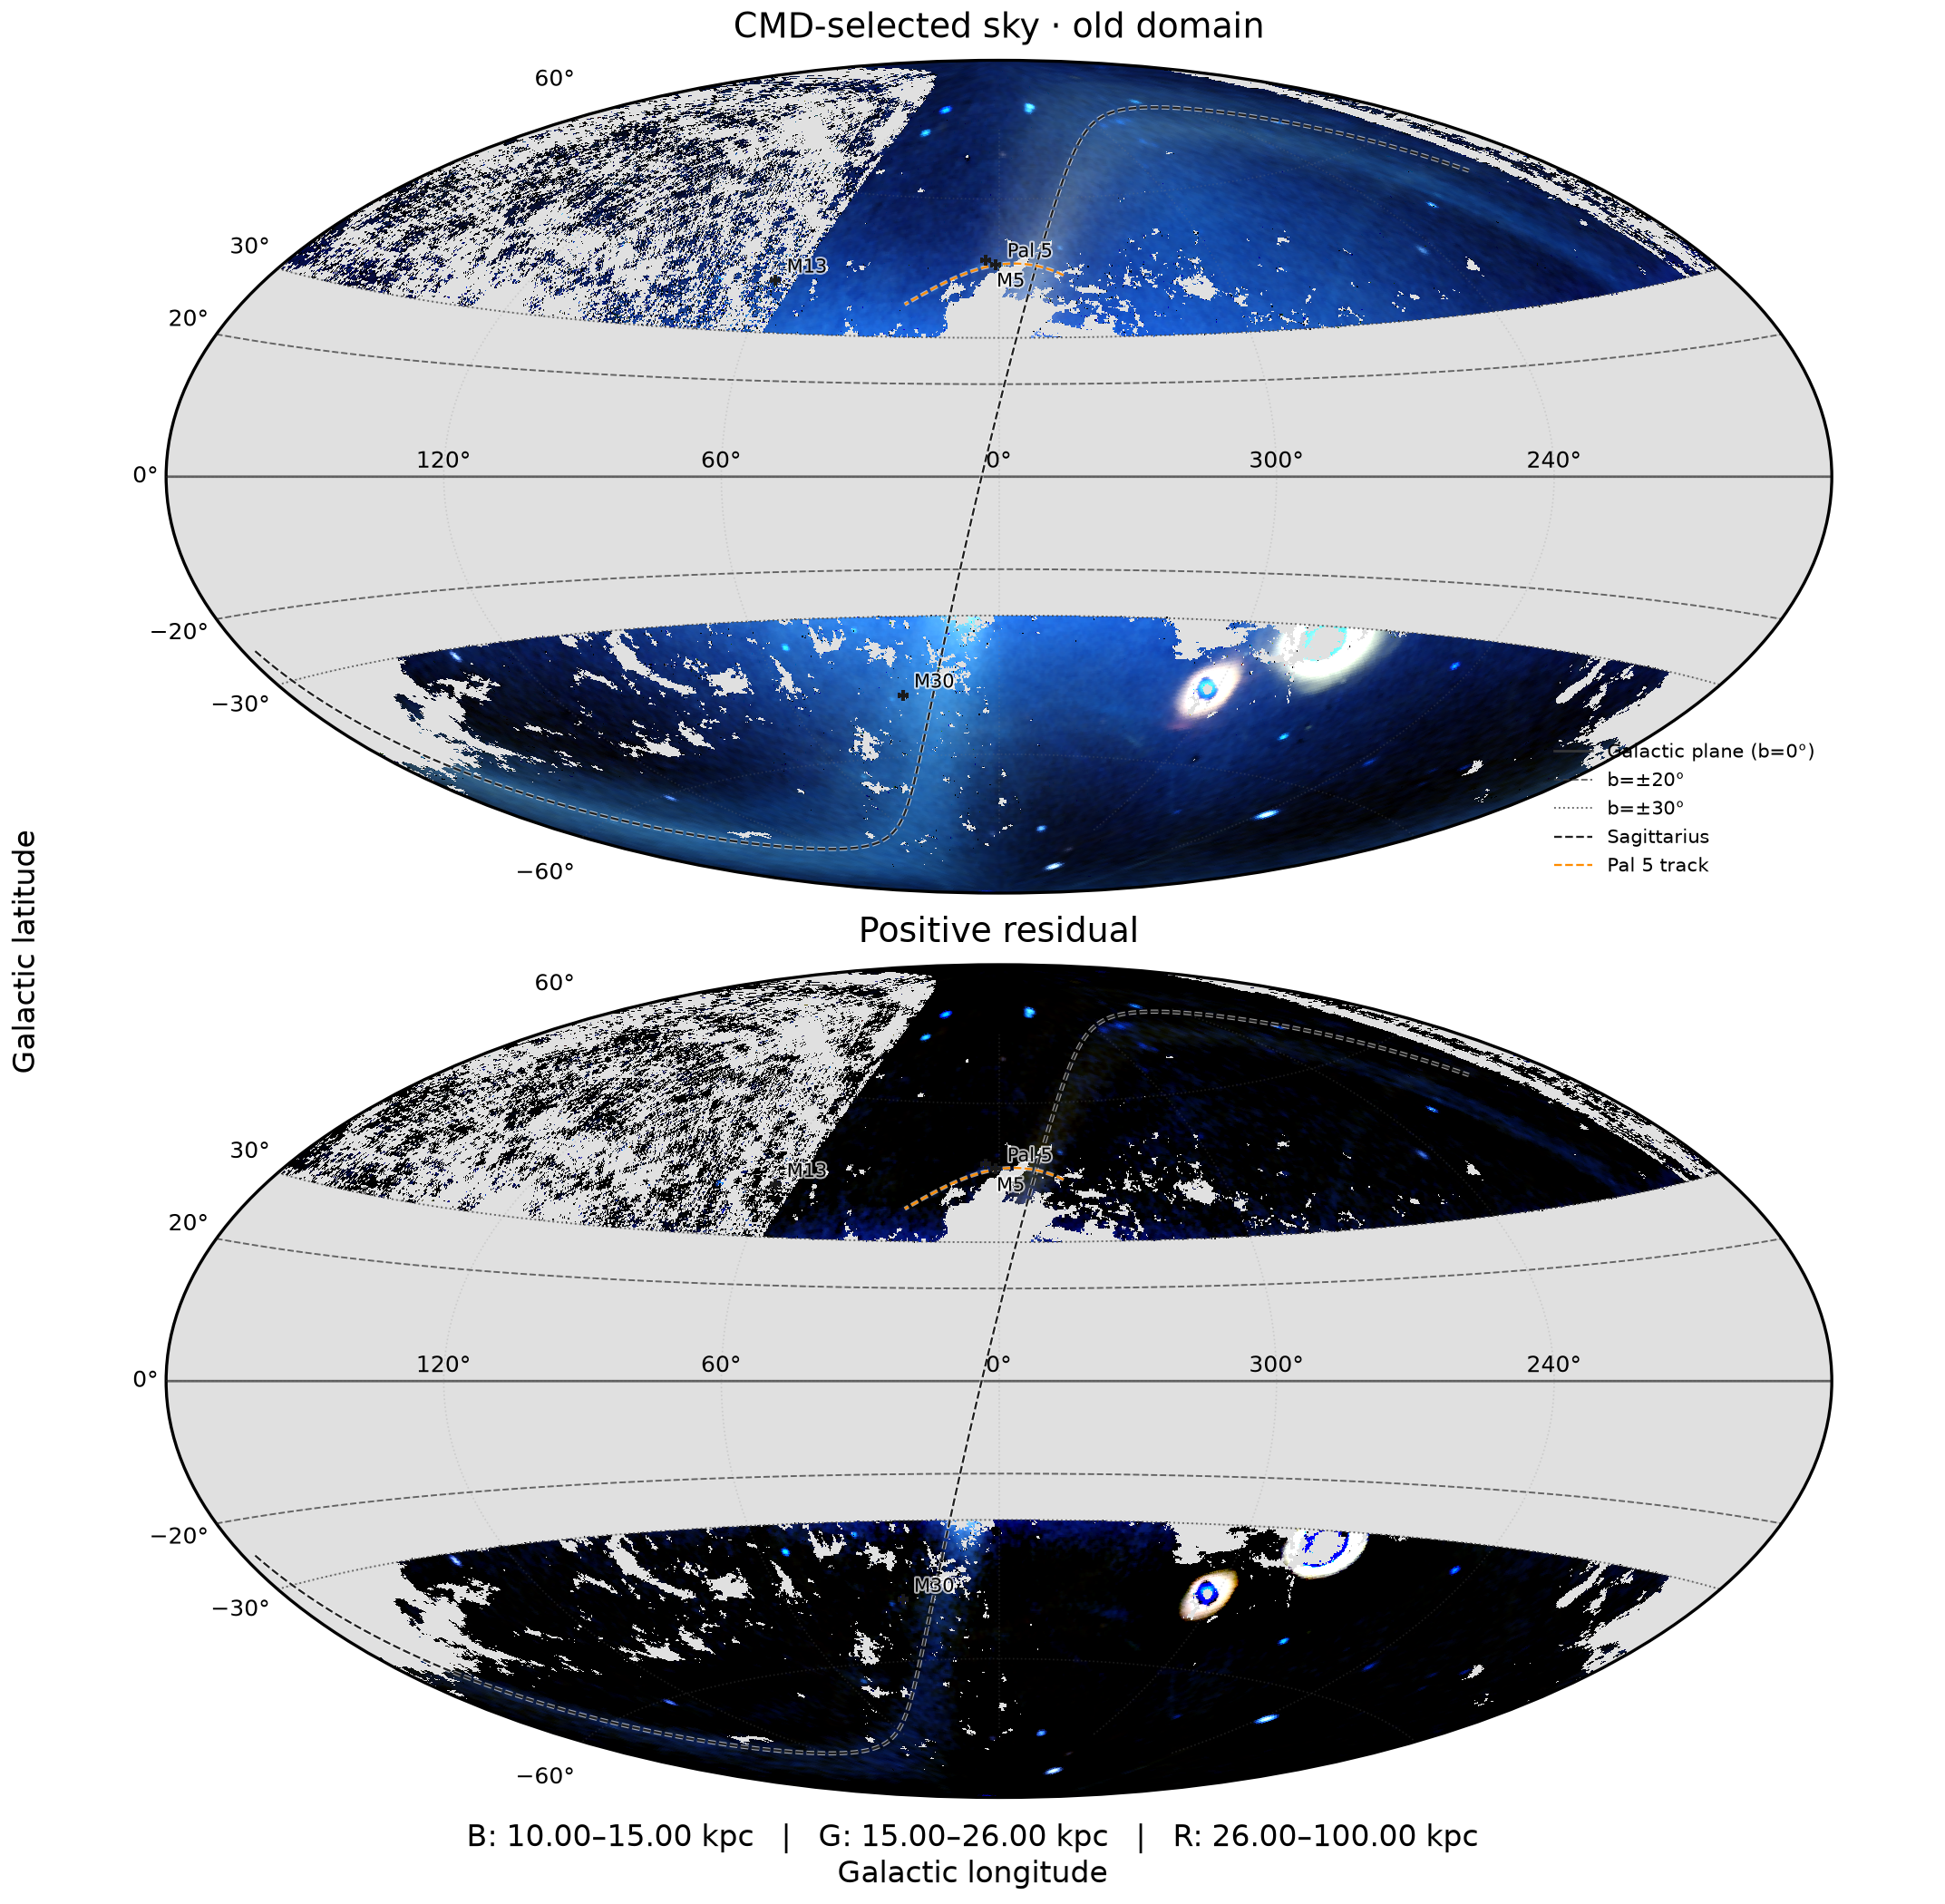 CMD-selected sky · old domain
60°
30°
Pal 5
M13
M5
20°
0°
120°
60°
0°
300°
240°
−20°
M30
−30°
Galactic plane (b=0°)
b=±20°
b=±30°
Sagittarius
Pal 5 track
−60°
Galactic latitude
Positive residual
60°
30°
Pal 5
M13
M5
20°
0°
120°
60°
0°
300°
240°
−20°
M30
−30°
−60°
B: 10.00–15.00 kpc | G: 15.00–26.00 kpc | R: 26.00–100.00 kpc
Galactic longitude